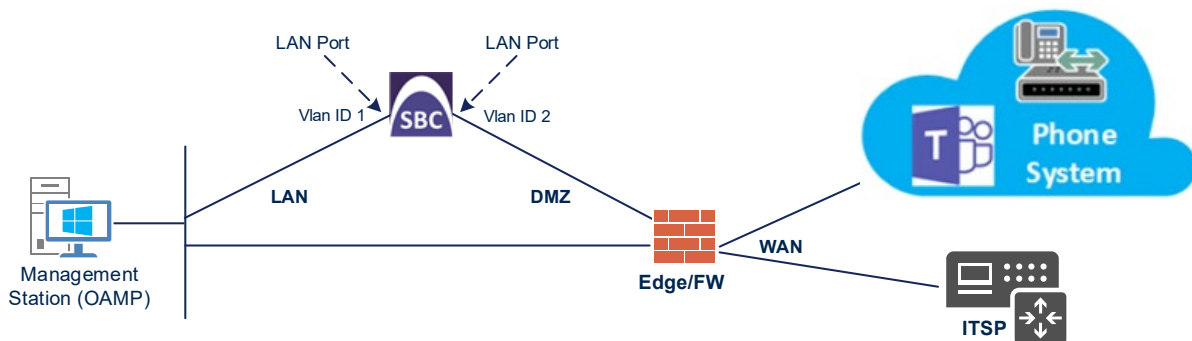 LAN Port
LAN Port
Vlan ID 1
SBC
Vlan ID 2
T
Phone
System
LAN
DMZ
WAN
Management
Station (OAMP)
Edge/FW
ITSP